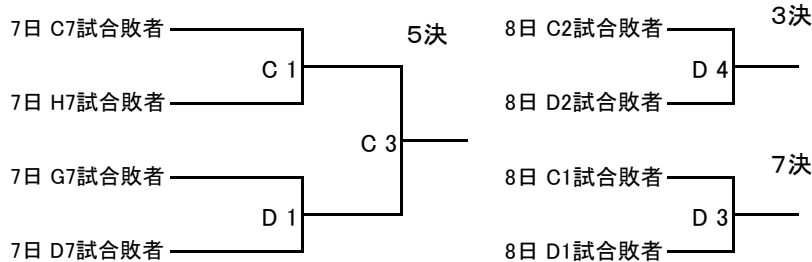 5決
7日 C7試合敗者
C 1
7日 H7試合敗者
C 3
7日 G7試合敗者
D 1
7日 D7試合敗者
3決
8日 C2試合敗者
D 4
8日 D2試合敗者
7決
8日 C1試合敗者
D 3
8日 D1試合敗者